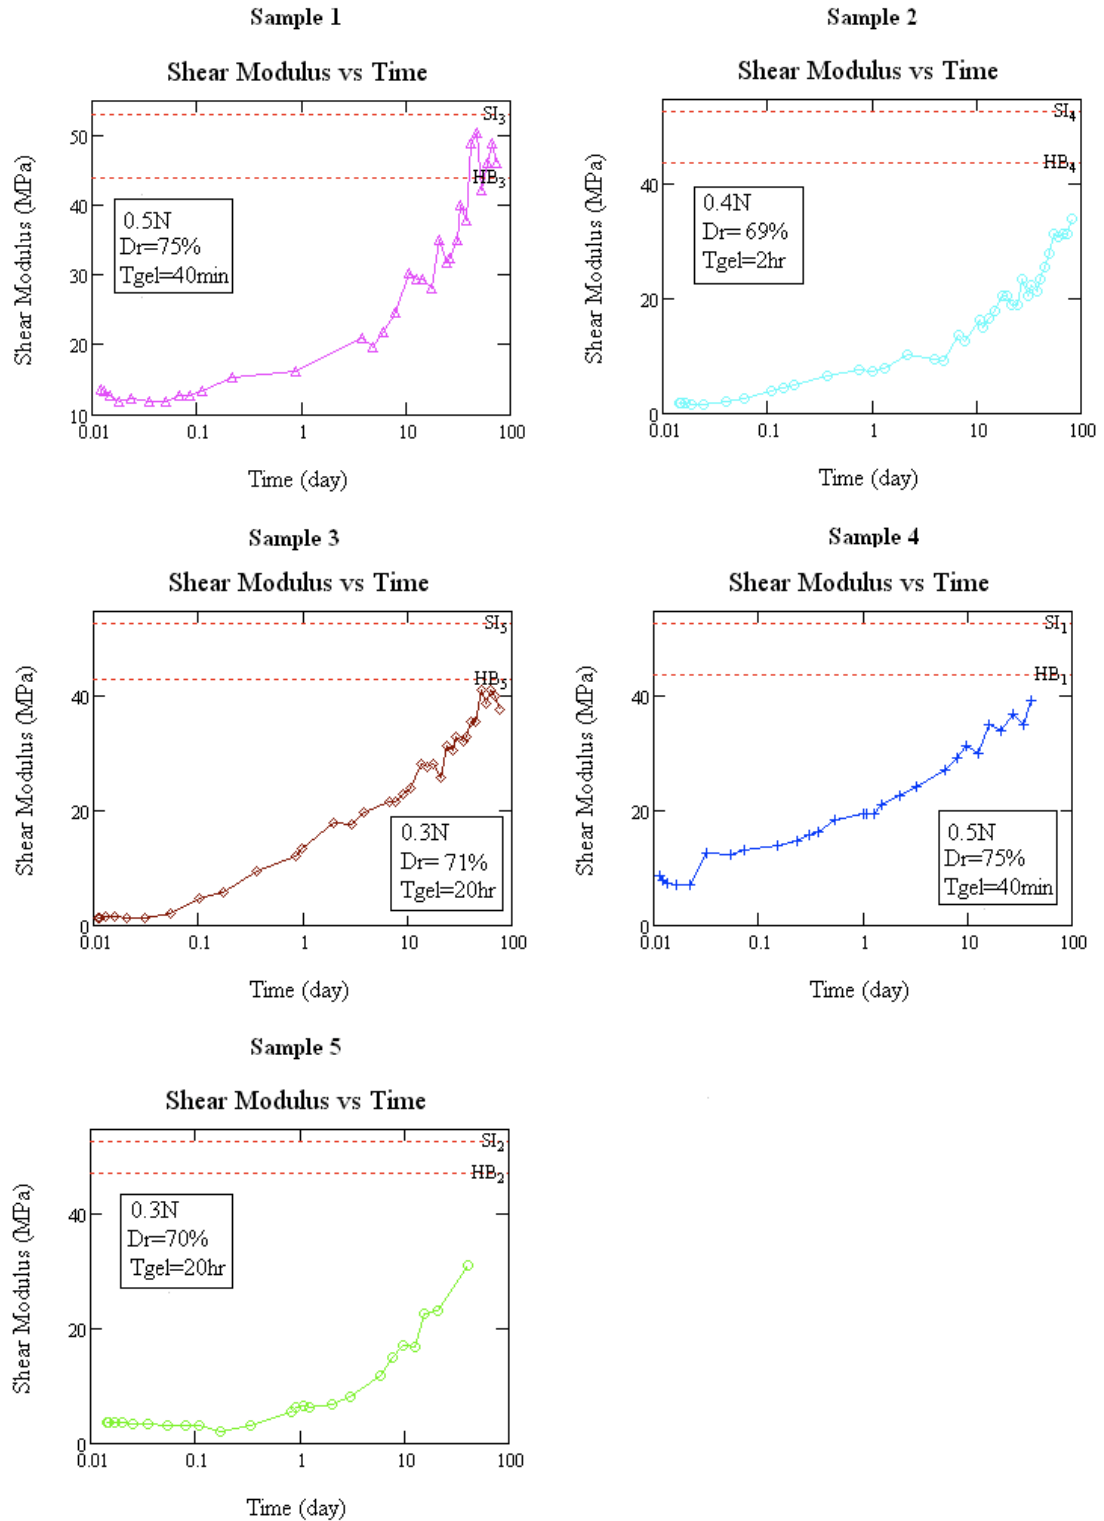 Sample 1
Shear Modulus vs Time
Shear Modulus (MPa)
50
40
30
20
10
SI3
HB3
0.5N
Dr=75%
Tgel=40min
0.01 0.1 1 10 100
Time (day)
Sample 2
Shear Modulus vs Time
Shear Modulus (MPa)
40
20
0
SI4
HB4
0.4N
Dr= 69%
Tgel=2hr
0.01 0.1 1 10 100
Time (day)
Sample 3
Shear Modulus vs Time
Shear Modulus (MPa)
40
20
0
SI5
HB5
0.3N
Dr= 71%
Tgel=20hr
0.01 0.1 1 10 100
Time (day)
Sample 4
Shear Modulus vs Time
Shear Modulus (MPa)
40
20
0
SI1
HB1
0.5N
Dr=75%
Tgel=40min
0.01 0.1 1 10 100
Time (day)
Sample 5
Shear Modulus vs Time
Shear Modulus (MPa)
40
20
0
SI2
HB2
0.3N
Dr=70%
Tgel=20hr
0.01 0.1 1 10 100
Time (day)